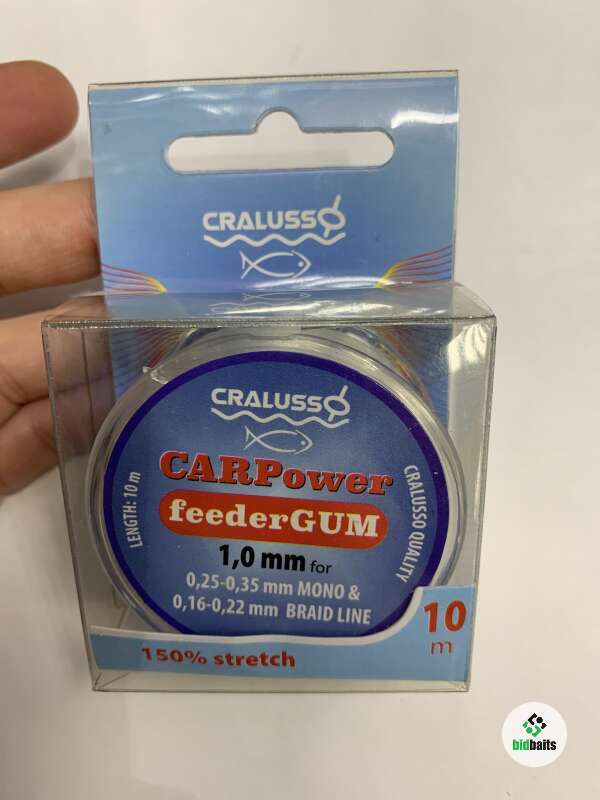 CRALUSSO
CRALUSSO
CARPower
feederGUM
1,0 mm for
0,25-0,35 mm MONO &
0,16-0,22 mm BRAID LINE
LENGTH: 10 m
CRALUSSO QUALITY
10
m
150% stretch
bidbaits